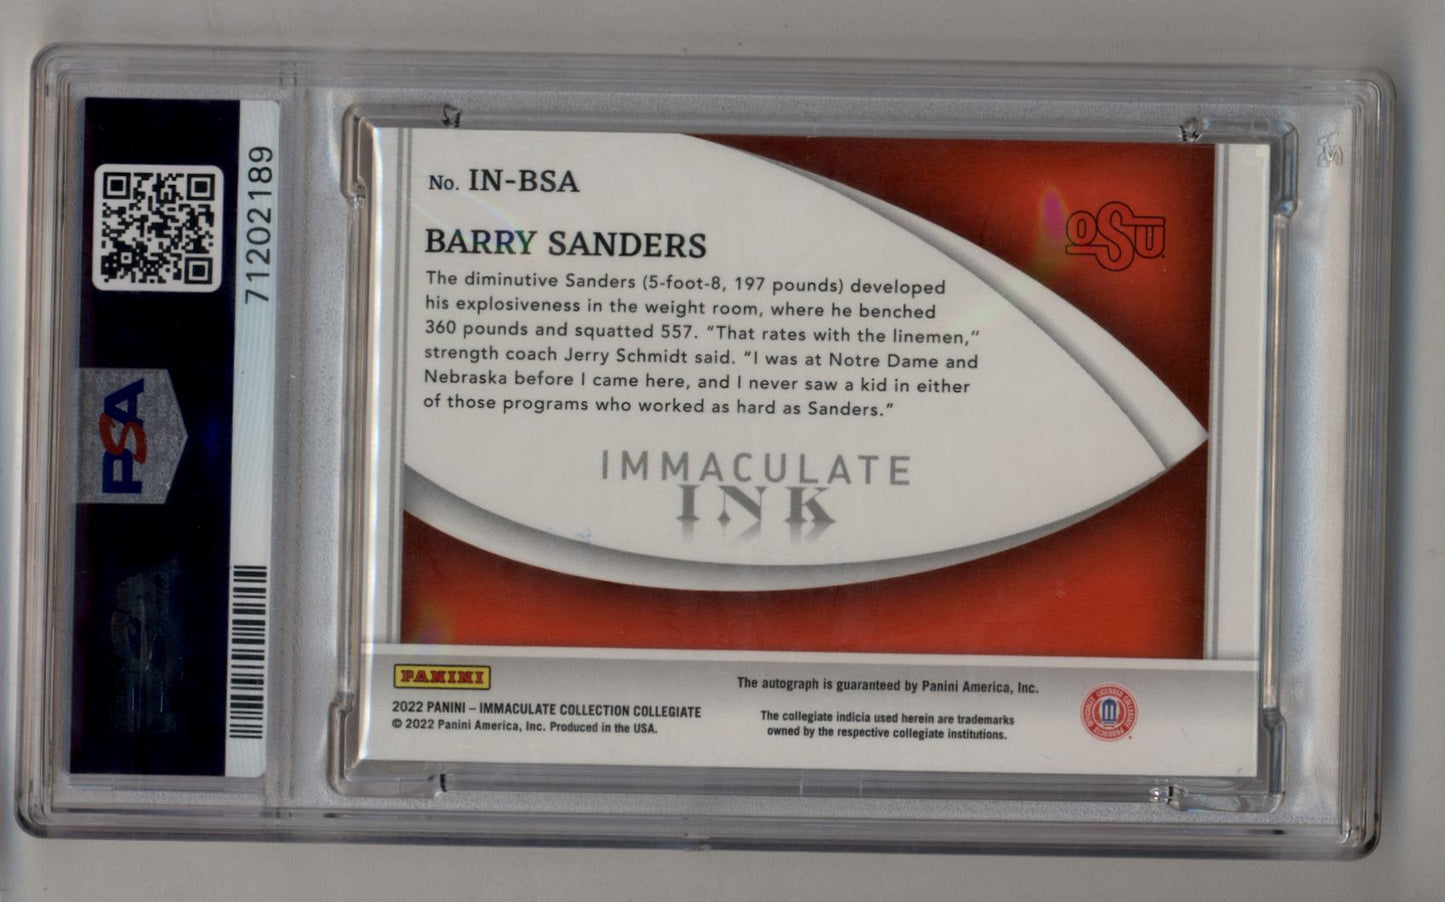 71202189
PSA
No. IN-BSA
OSU
BARRY SANDERS
The diminutive Sanders (5-foot-8, 197 pounds) developed
his explosiveness in the weight room, where he benched
360 pounds and squatted 557. “That rates with the linemen,”
strength coach Jerry Schmidt said. “I was at Notre Dame and
Nebraska before I came here, and I never saw a kid in either
of those programs who worked as hard as Sanders.”
IMMACULATE
INK
PANINI
2022 PANINI – IMMACULATE COLLECTION COLLEGIATE
© 2022 Panini America, Inc. Produced in the USA.
The autograph is guaranteed by Panini America, Inc.
The collegiate indicia used herein are trademarks
owned by the respective collegiate institutions.
OFFICIALLY LICENSED COLLEGIATE PRODUCTS